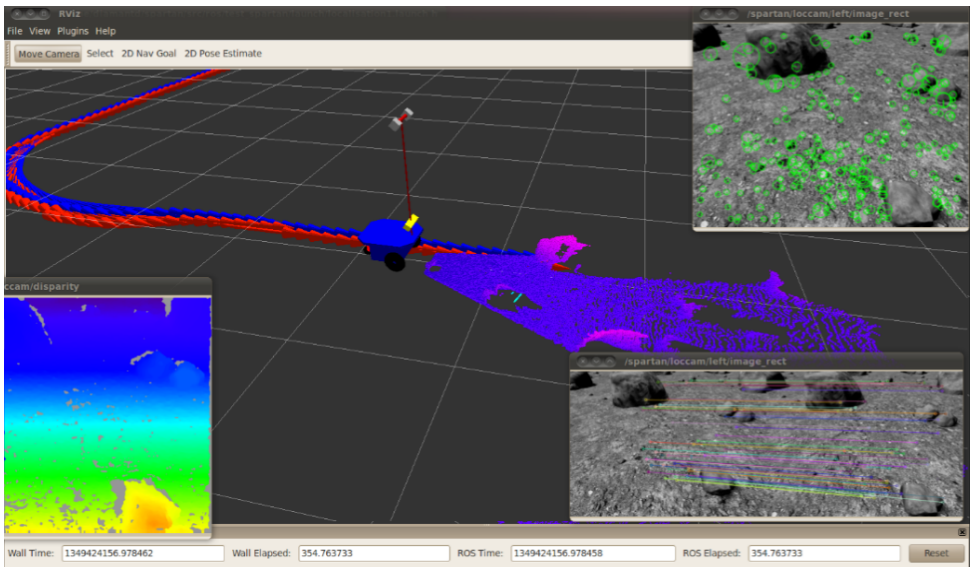 RViz
/spartan/loccam/left/image_rect
File View Plugins Help
Move Camera Select 2D Nav Goal 2D Pose Estimate
ccam/disparity
/spartan/loccam/left/image_rect
Wall Time: 1349424156.978462 Wall Elapsed: 354.763733 ROS Time: 1349424156.978458 ROS Elapsed: 354.763733 Reset